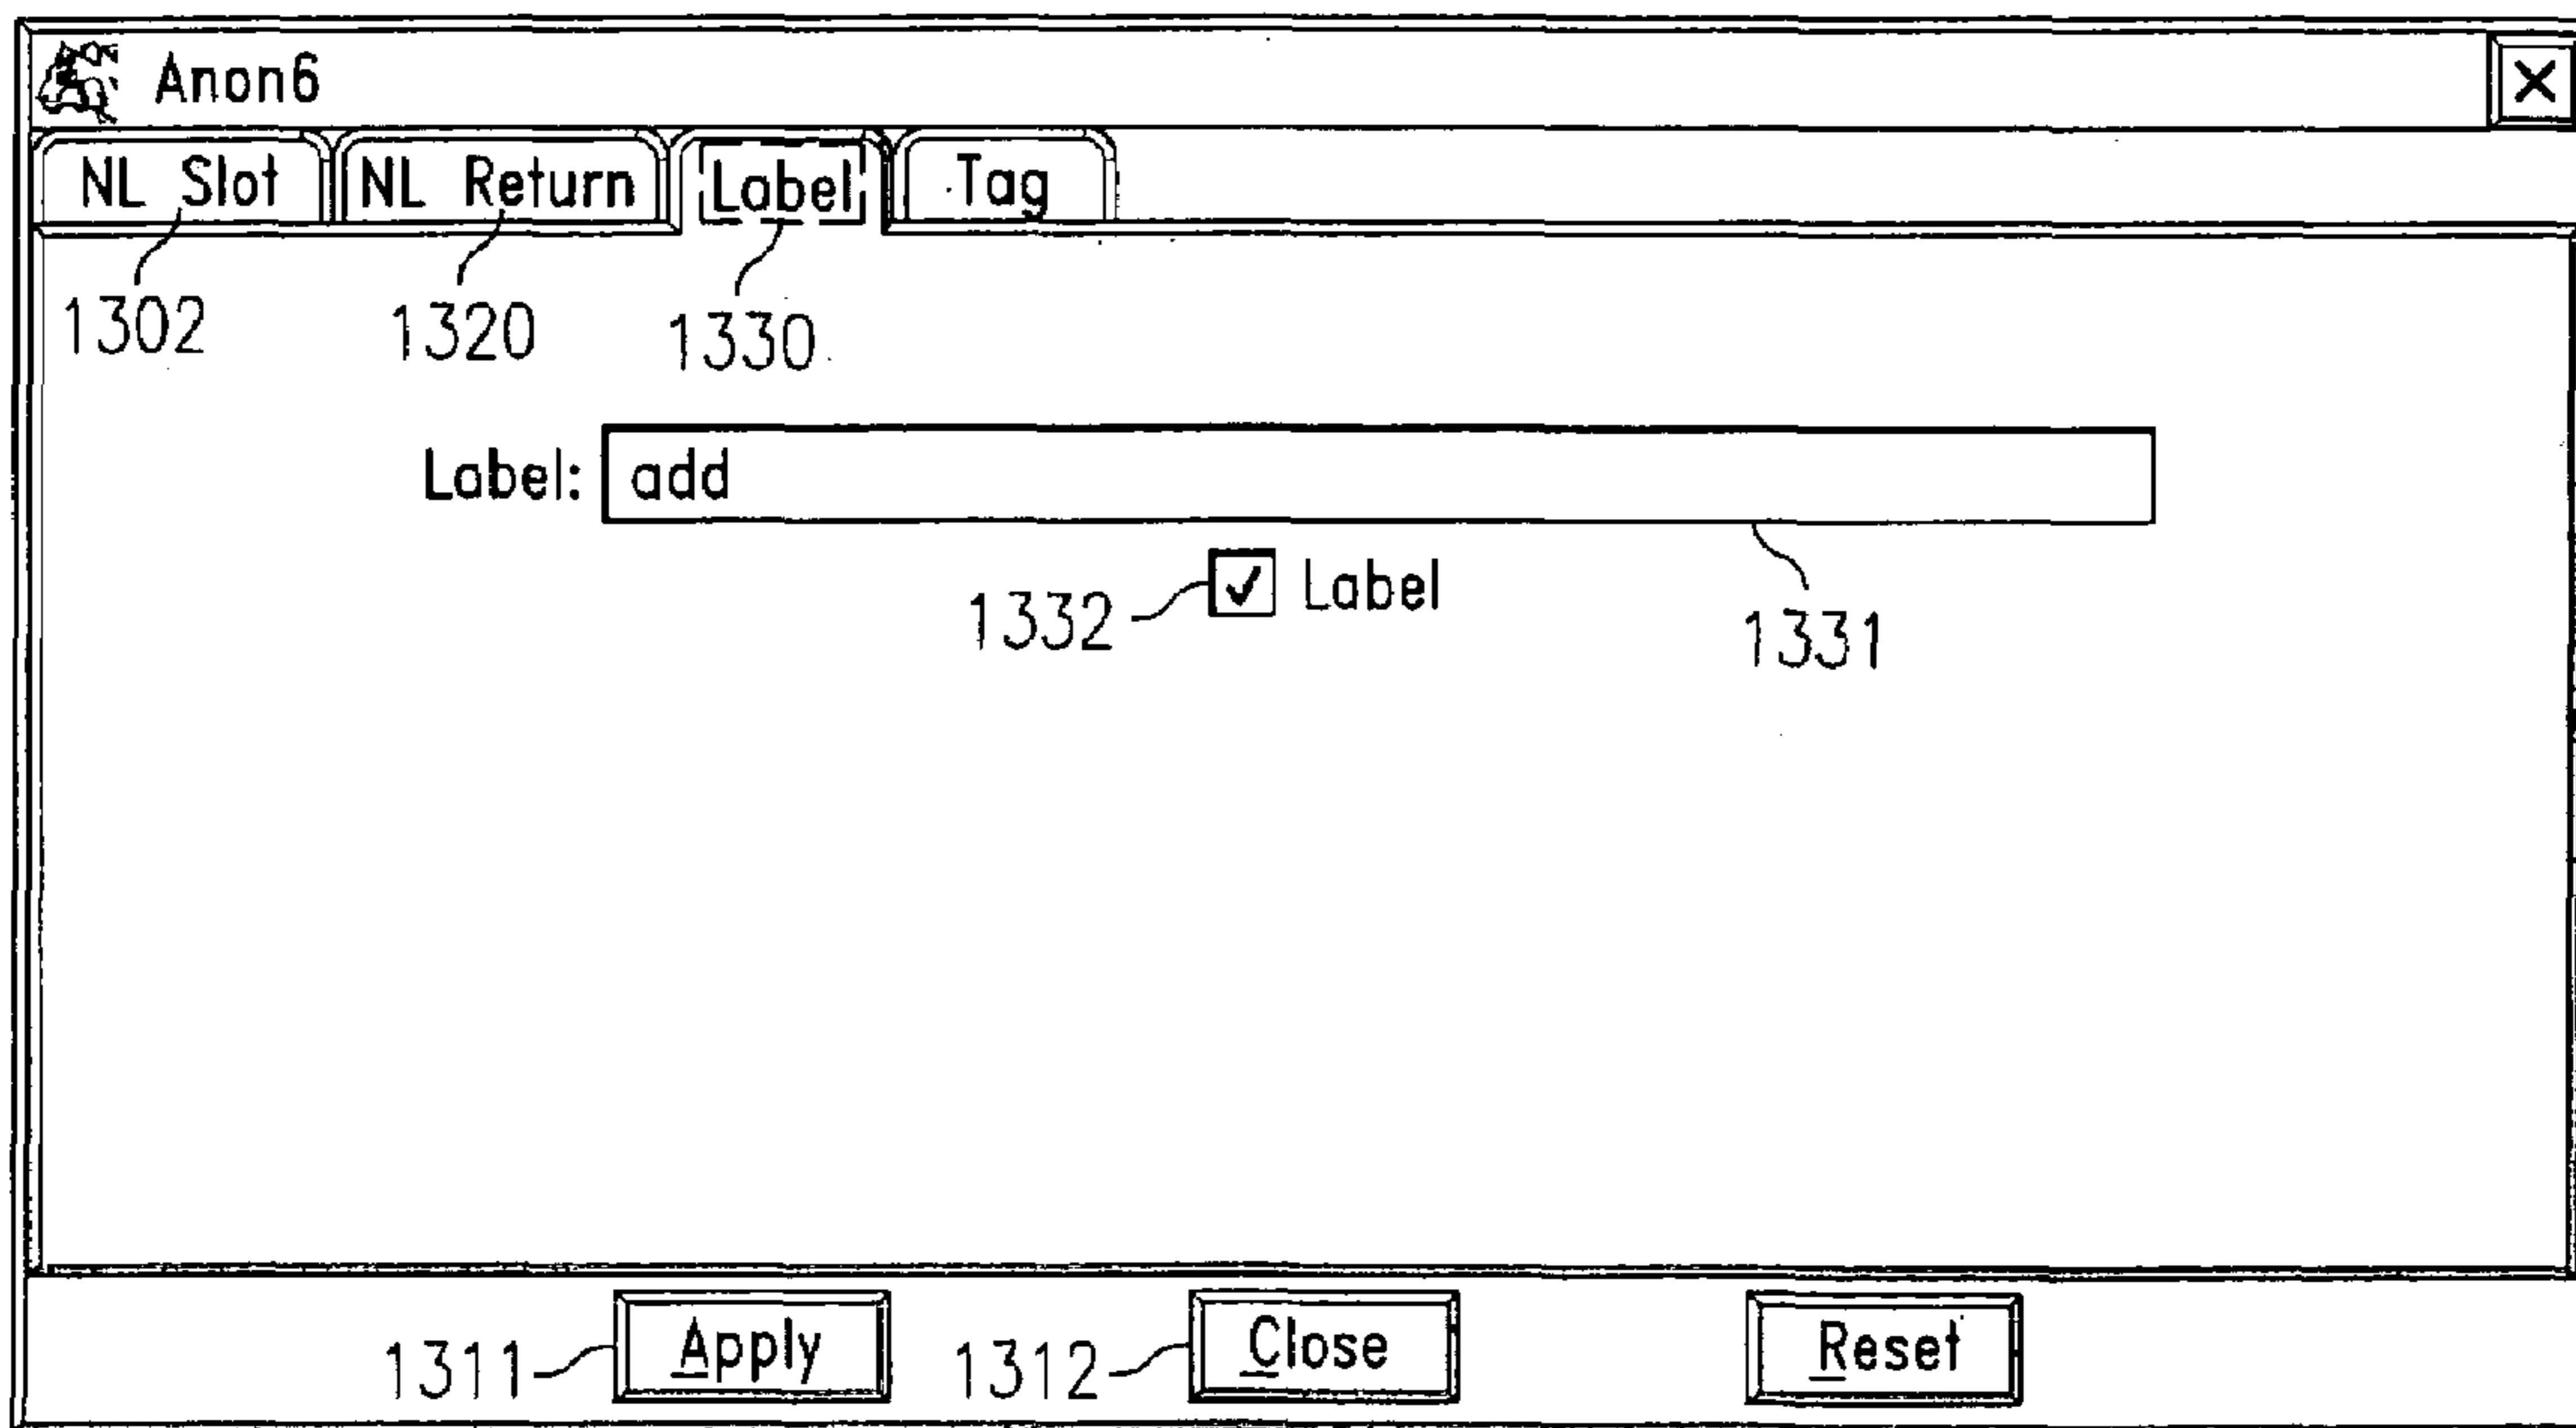 Anon6 X
NL Slot NL Return Label Tag
1302 1320 1330
Label: add
1332 Label 1331
1311 Apply 1312 Close Reset